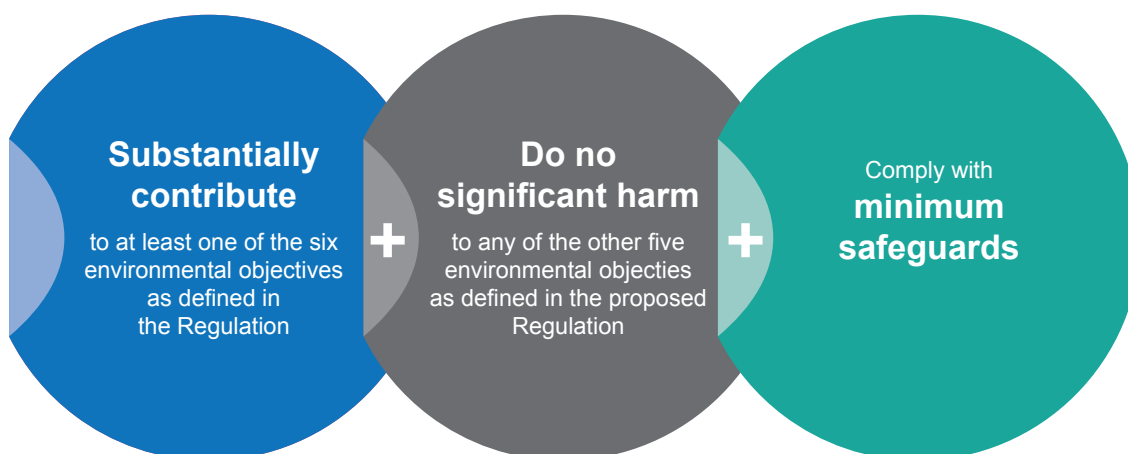 Substantially
contribute
to at least one of the six
environmental objectives
as defined in
the Regulation
+
Do no
significant harm
to any of the other five
environmental objecties
as defined in the proposed
Regulation
+
Comply with
minimum
safeguards